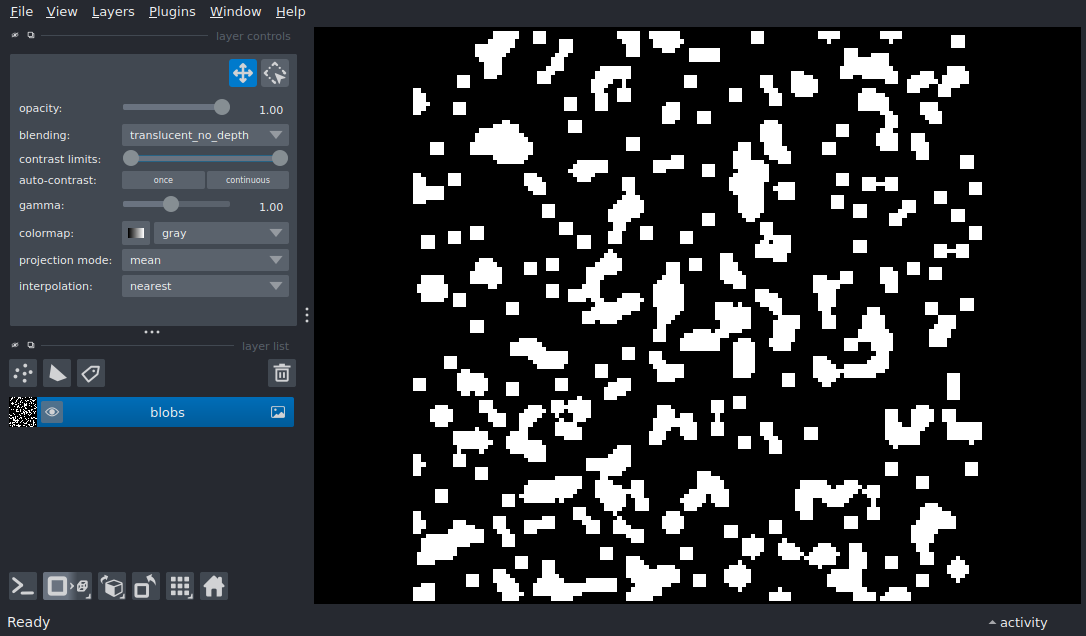 File View Layers Plugins Window Help
layer controls
opacity: 1.00
blending: translucent_no_depth
contrast limits:
auto-contrast: once continuous
gamma: 1.00
colormap: gray
projection mode: mean
interpolation: nearest
layer list
blobs
Ready activity